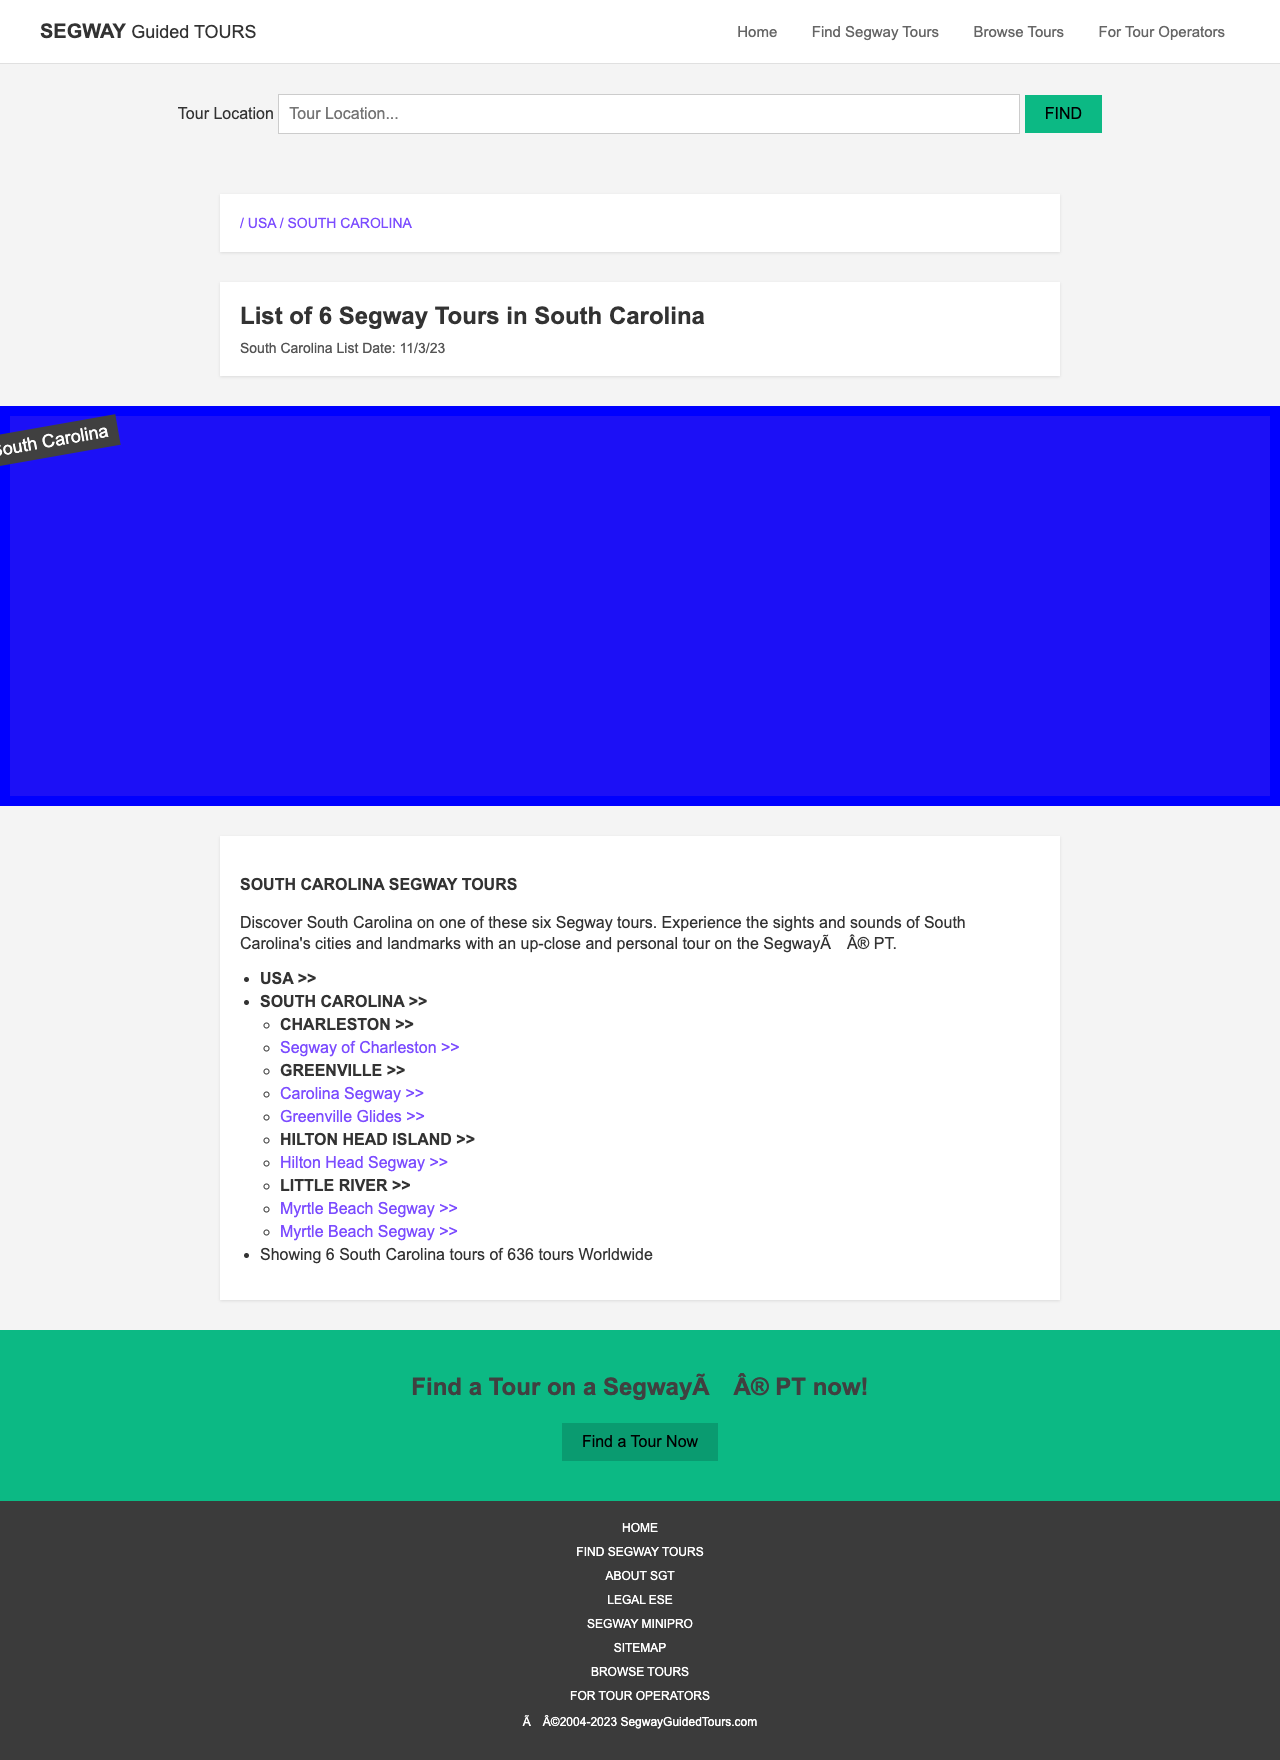 SEGWAY Guided TOURS
Home
Find Segway Tours
Browse Tours
For Tour Operators
Tour Location
Tour Location...
FIND
/ USA / SOUTH CAROLINA
List of 6 Segway Tours in South Carolina
South Carolina List Date: 11/3/23
South Carolina
SOUTH CAROLINA SEGWAY TOURS
Discover South Carolina on one of these six Segway tours. Experience the sights and sounds of South
Carolina's cities and landmarks with an up-close and personal tour on the SegwayÃ Â® PT.
USA >>
SOUTH CAROLINA >>
CHARLESTON >>
Segway of Charleston >>
GREENVILLE >>
Carolina Segway >>
Greenville Glides >>
HILTON HEAD ISLAND >>
Hilton Head Segway >>
LITTLE RIVER >>
Myrtle Beach Segway >>
Myrtle Beach Segway >>
Showing 6 South Carolina tours of 636 tours Worldwide
Find a Tour on a SegwayÃ Â® PT now!
Find a Tour Now
HOME
FIND SEGWAY TOURS
ABOUT SGT
LEGAL ESE
SEGWAY MINIPRO
SITEMAP
BROWSE TOURS
FOR TOUR OPERATORS
Ã Â©2004-2023 SegwayGuidedTours.com